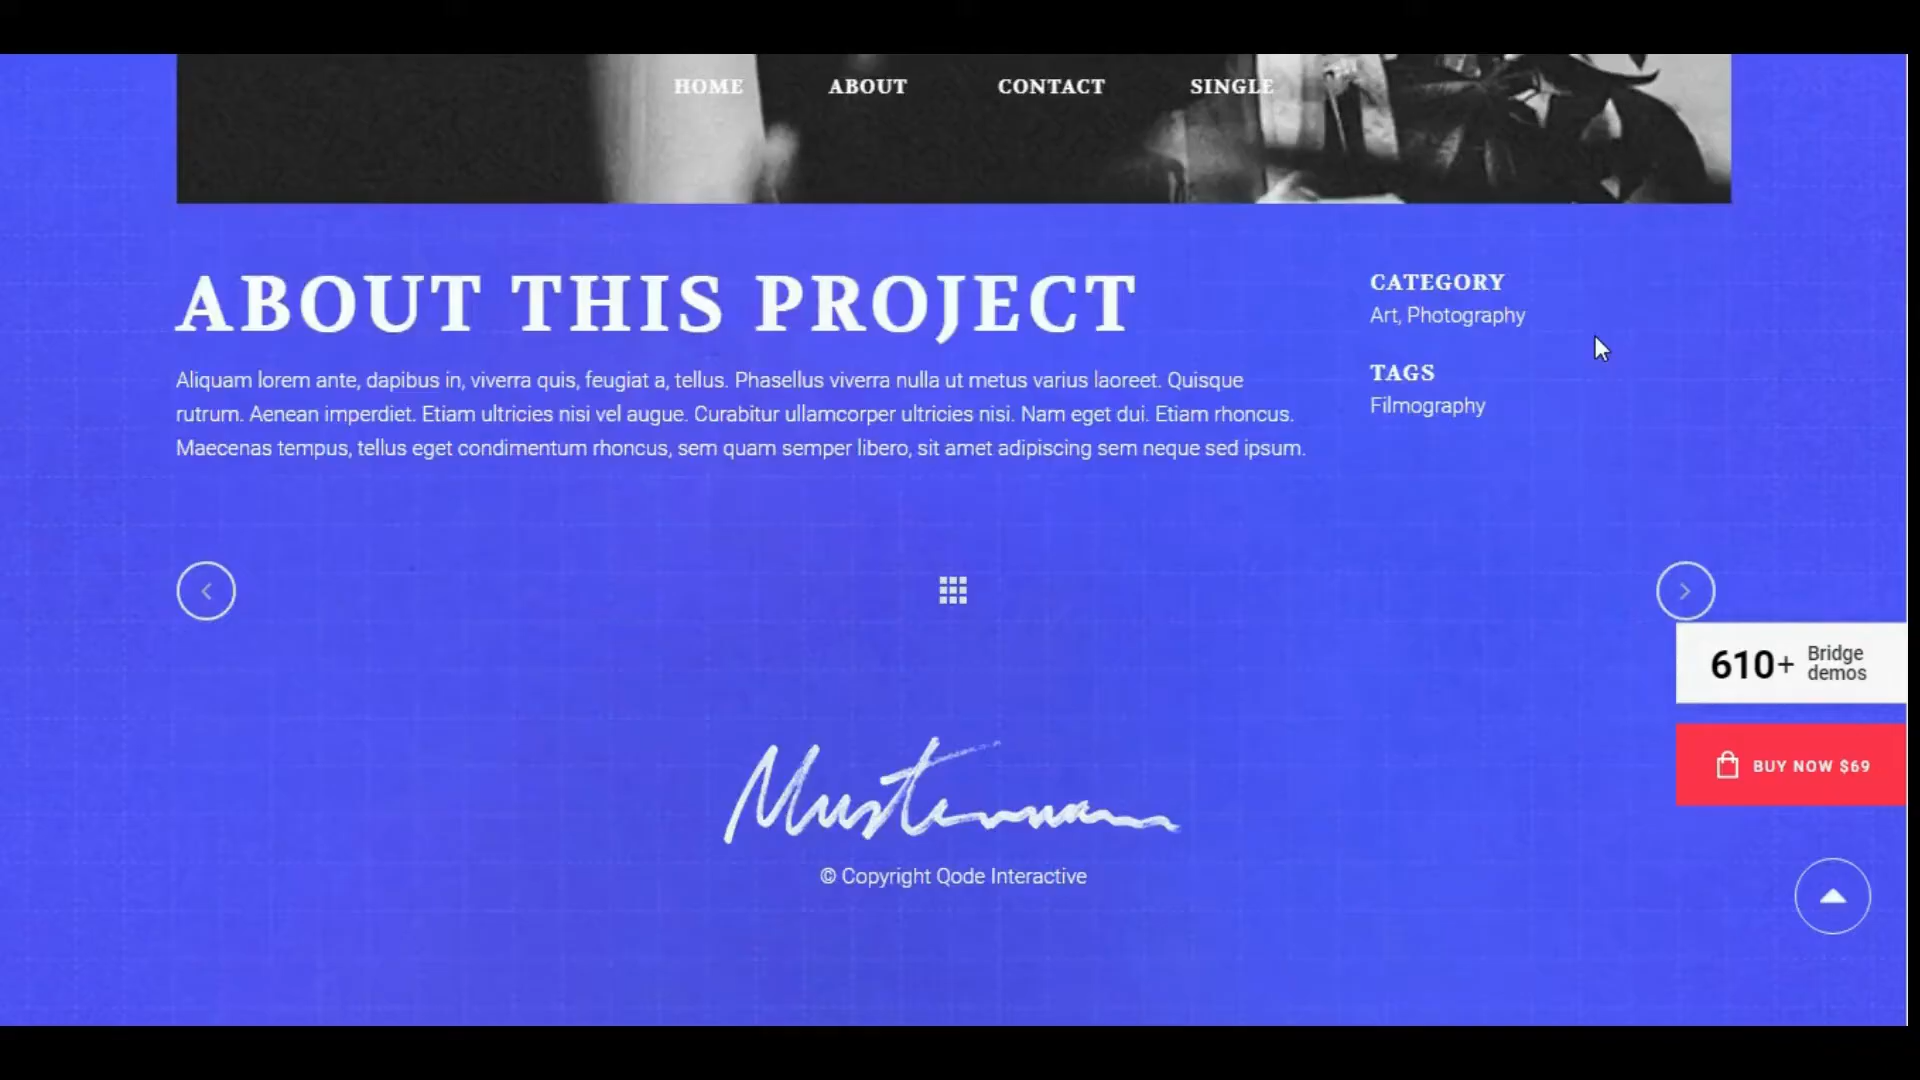 HOME ABOUT CONTACT SINGLE
ABOUT THIS PROJECT
Aliquam lorem ante, dapibus in, viverra quis, feugiat a, tellus. Phasellus viverra nulla ut metus varius laoreet. Quisque
rutrum. Aenean imperdiet. Etiam ultricies nisi vel augue. Curabitur ullamcorper ultricies nisi. Nam eget dui. Etiam rhoncus.
Maecenas tempus, tellus eget condimentum rhoncus, sem quam semper libero, sit amet adipiscing sem neque sed ipsum.
CATEGORY
Art, Photography
TAGS
Filmography
610+ Bridge
demos
BUY NOW $69
© Copyright Qode Interactive